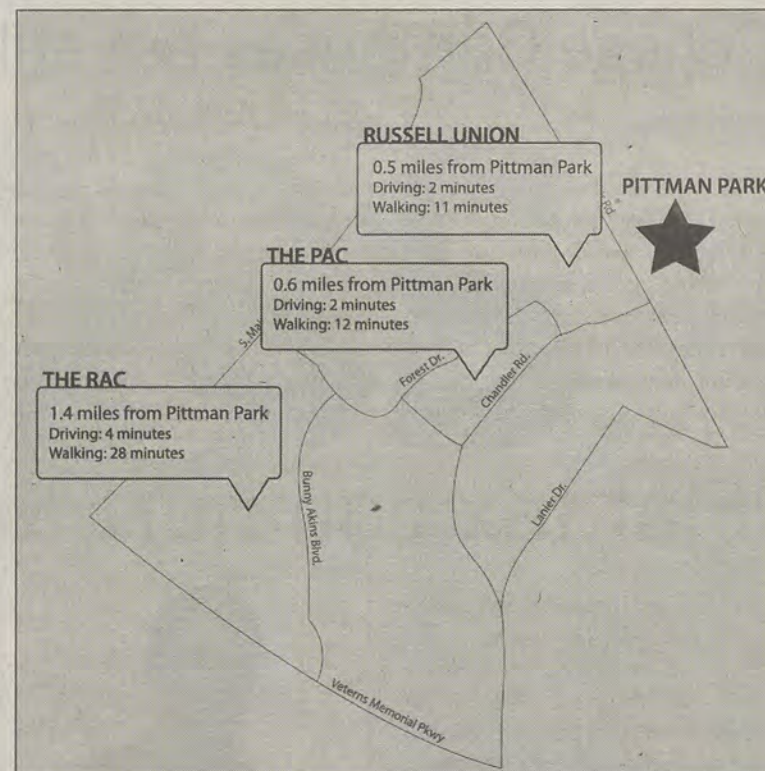 RUSSELL UNION
0.5 miles from Pittman Park
Driving: 2 minutes
Walking: 11 minutes
PITTMAN PARK
Rd.
THE PAC
0.6 miles from Pittman Park
Driving: 2 minutes
Walking: 12 minutes
S.
Forest Dr.
Chandler Rd.
THE RAC
1.4 miles from Pittman Park
Driving: 4 minutes
Walking: 28 minutes
Bunny Akins Blvd.
Lanier Dr.
Veterns Memorial Pkwy